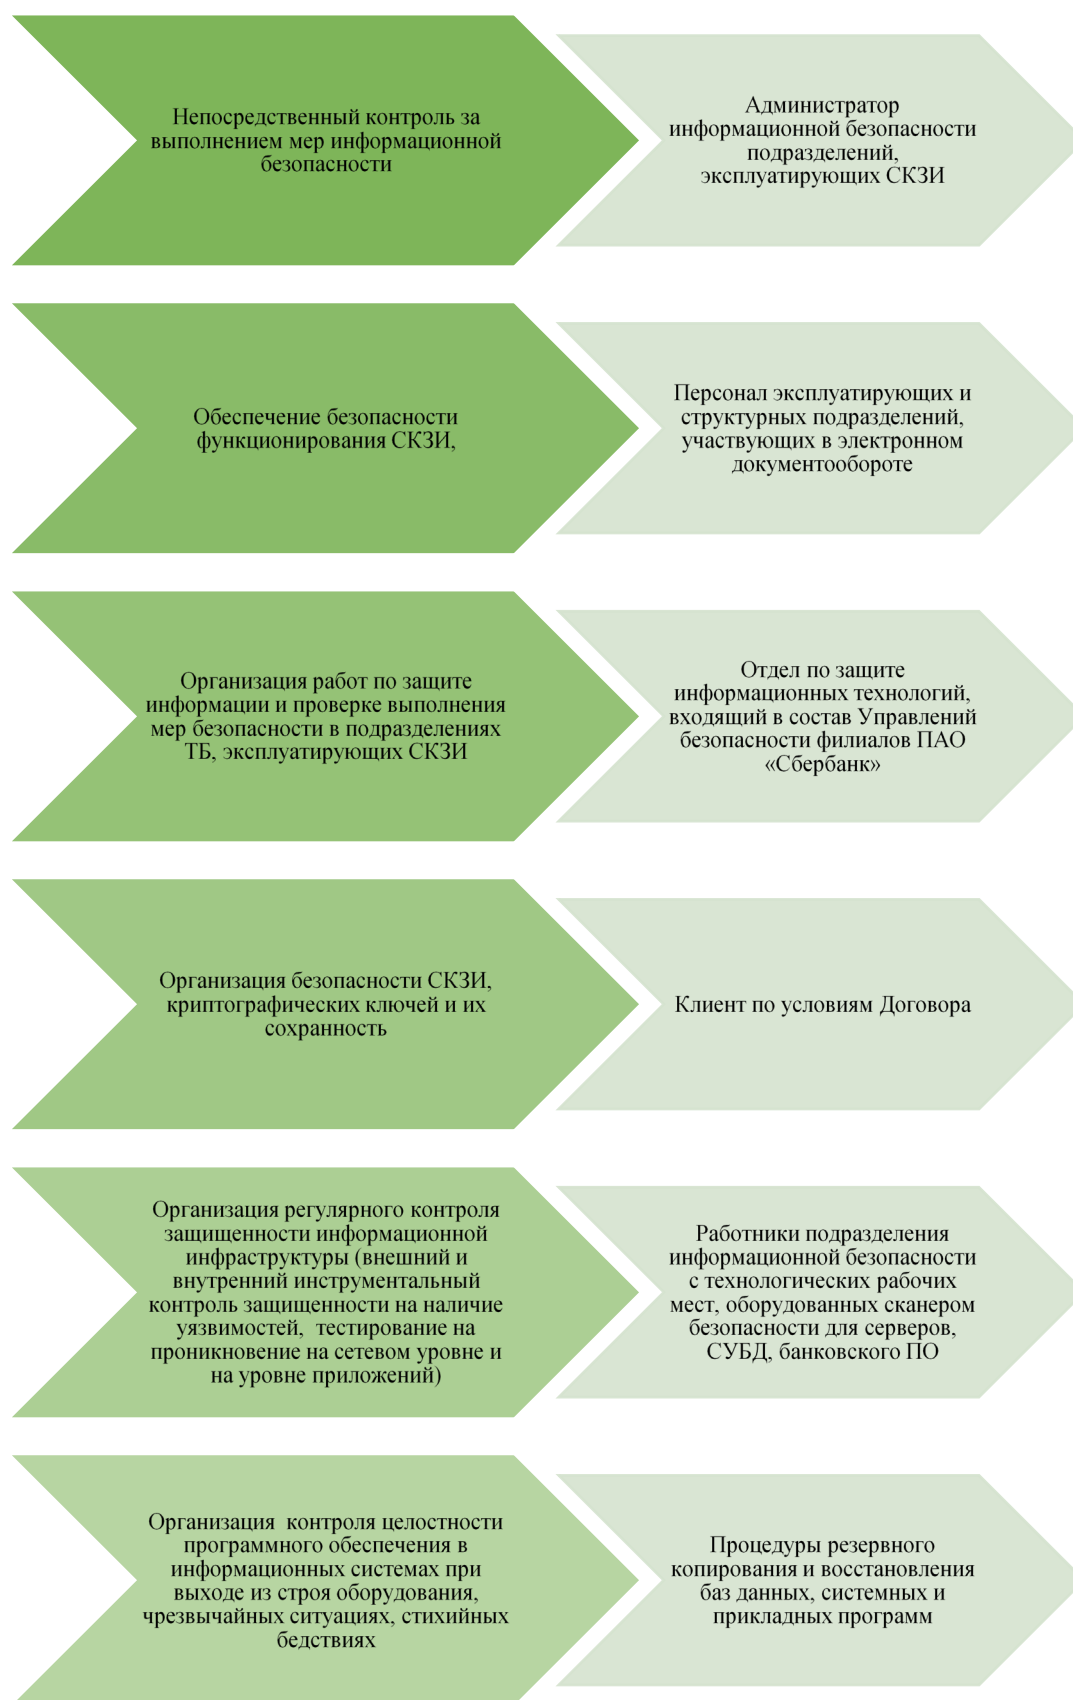 Непосредственный контроль за
выполнением мер информационной
безопасности
Администратор
информационной безопасности
подразделений,
эксплуатирующих СКЗИ
Обеспечение безопасности
функционирования СКЗИ,
Персонал эксплуатирующих и
структурных подразделений,
участвующих в электронном
документообороте
Организация работ по защите
информации и проверке выполнения
мер безопасности в подразделениях
ТБ, эксплуатирующих СКЗИ
Отдел по защите
информационных технологий,
входящий в состав Управлений
безопасности филиалов ПАО
«Сбербанк»
Организация безопасности СКЗИ,
криптографических ключей и их
сохранность
Клиент по условиям Договора
Организация регулярного контроля
защищенности информационной
инфраструктуры (внешний и
внутренний инструментальный
контроль защищенности на наличие
уязвимостей,  тестирование на
проникновение на сетевом уровне и
на уровне приложений)
Работники подразделения
информационной безопасности
с технологических рабочих
мест, оборудованных сканером
безопасности для серверов,
СУБД, банковского ПО
Организация  контроля целостности
программного обеспечения в
информационных системах при
выходе из строя оборудования,
чрезвычайных ситуациях, стихийных
бедствиях
Процедуры резервного
копирования и восстановления
баз данных, системных и
прикладных программ